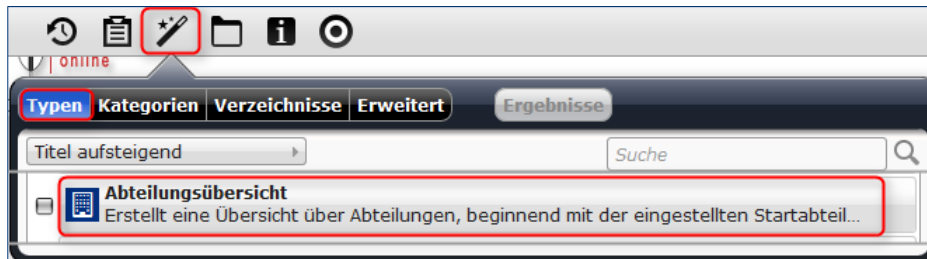 online
Typen Kategorien Verzeichnisse Erweitert Ergebnisse
Titel aufsteigend Suche
Abteilungsübersicht
Erstellt eine Übersicht über Abteilungen, beginnend mit der eingestellten Startabteil...